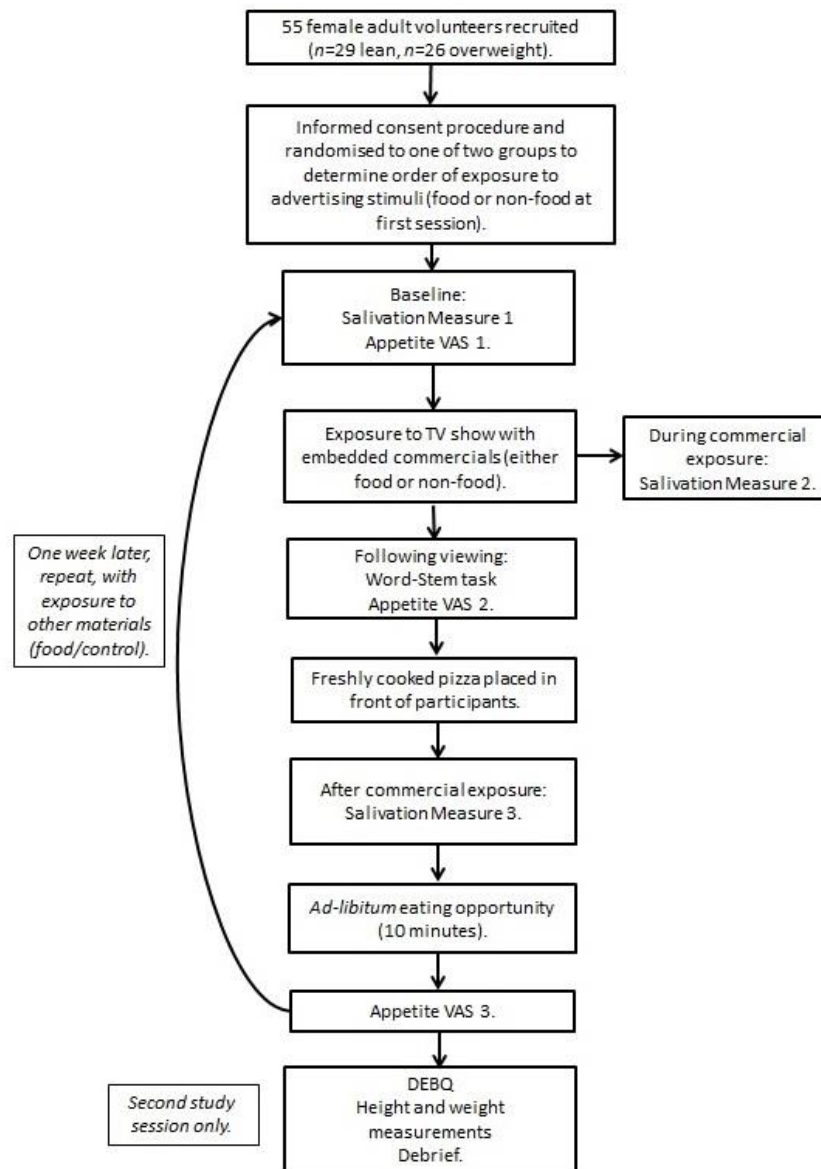 55 female adult volunteers recruited
(n=29 lean, n=26 overweight).
Informed consent procedure and
randomised to one of two groups to
determine order of exposure to
advertising stimuli (food or non-food at
first session).
Baseline:
Salivation Measure 1
Appetite VAS 1.
Exposure to TV show with
embedded commercials (either
food or non-food).
During commercial
exposure:
Salivation Measure 2.
One week later,
repeat, with
exposure to
other materials
(food/control).
Following viewing:
Word-Stem task
Appetite VAS 2.
Freshly cooked pizza placed in
front of participants.
After commercial exposure:
Salivation Measure 3.
Ad-libitum eating opportunity
(10 minutes).
Appetite VAS 3.
Second study
session only.
DEBQ
Height and weight
measurements
Debrief.